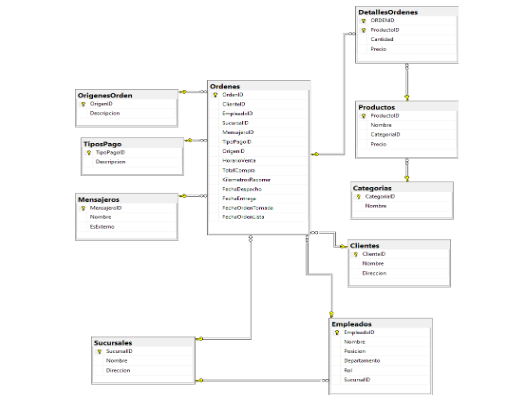 DetallesOrdenes
ORDENID
ProductoID
Cantidad
Precio
Ordenes
OrdenID
ClienteID
EmpleadoID
SucursalID
MensajeroID
TipoPagoID
OrigenID
HorarioVenta
TotalCompra
KilometrosRecorrer
FechaDespacho
FechaEntrega
FechaOrdenTomada
FechaOrdenLista
OrigenesOrden
OrigenID
Descripcion
TiposPago
TipoPagoID
Descripcion
Mensajeros
MensajeroID
Nombre
EsExterno
Productos
ProductoID
Nombre
CategoriaID
Precio
Categorias
CategoriaID
Nombre
Clientes
ClienteID
Nombre
Direccion
Sucursales
SucursalID
Nombre
Direccion
Empleados
EmpleadoID
Nombre
Posicion
Departamento
Rol
SucursalID